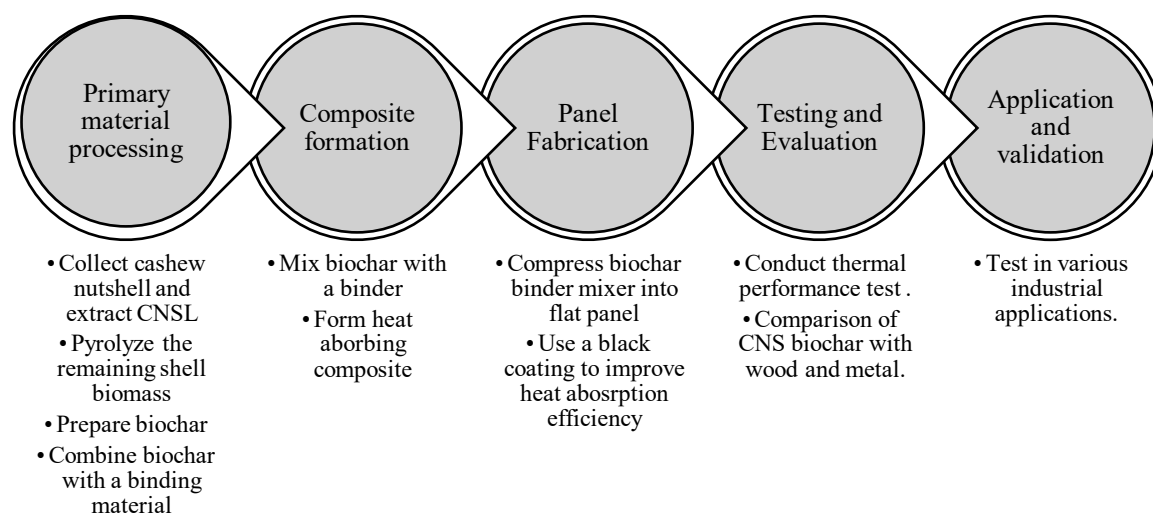 Primary
material
processing
Composite
formation
Panel
Fabrication
Testing and
Evaluation
Application
and
validation
• Collect cashew
nutshell and
extract CNSL
• Pyrolyze the
remaining shell
biomass
• Prepare biochar
• Combine biochar
with a binding
material
• Mix biochar with
a binder
• Form heat
aborbing
composite
• Compress biochar
binder mixer into
flat panel
• Use a black
coating to improve
heat abosrption
efficiency
• Conduct thermal
performance test .
• Comparison of
CNS biochar with
wood and metal.
• Test in various
industrial
applications.